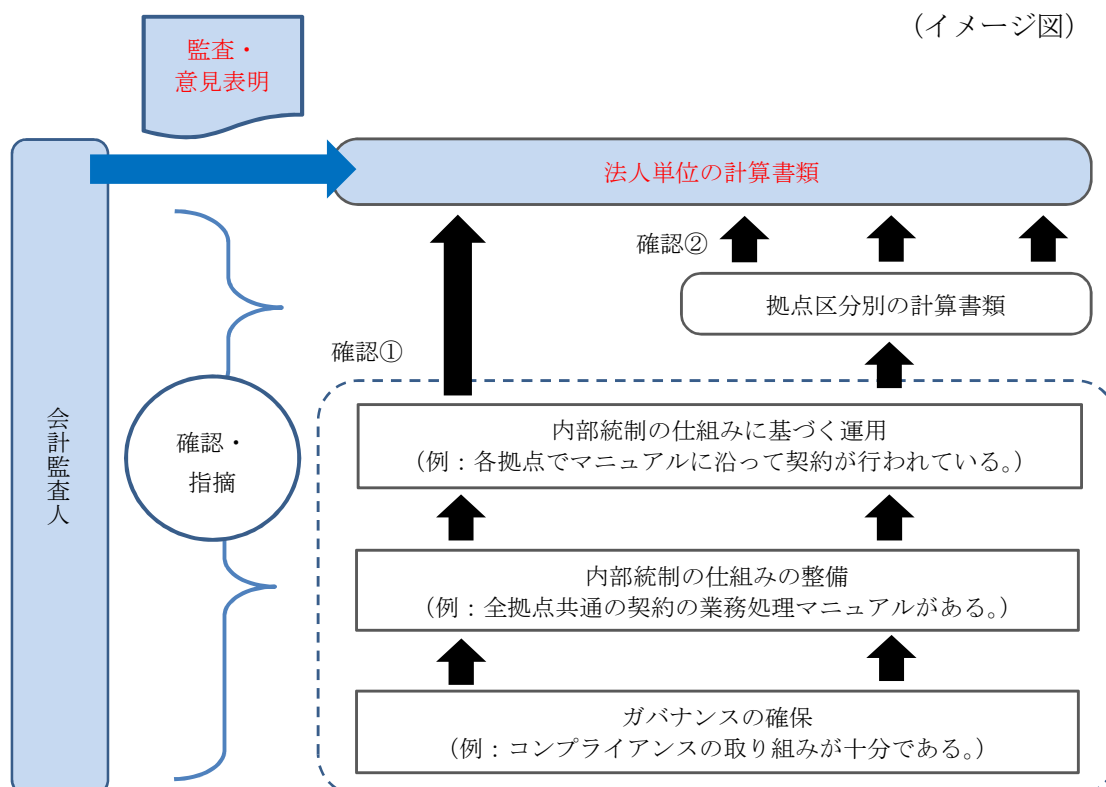 （イメージ図）
監査・
意見表明
法人単位の計算書類
確認②
拠点区分別の計算書類
確認①
会計監査人
確認・
指摘
内部統制の仕組みに基づく運用
（例：各拠点でマニュアルに沿って契約が行われている。）
内部統制の仕組みの整備
（例：全拠点共通の契約の業務処理マニュアルがある。）
ガバナンスの確保
（例：コンプライアンスの取り組みが十分である。）